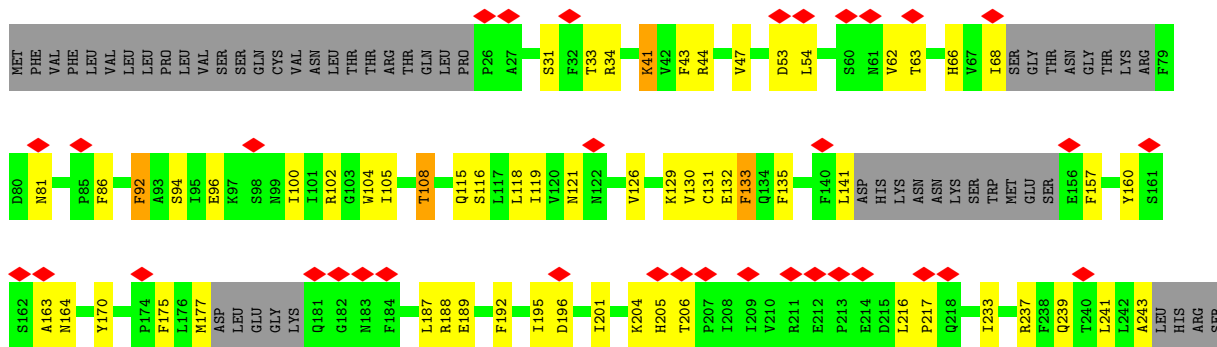 MET PHE VAL PHE LEU VAL LEU LEU PRO LEU VAL SER SER GLN CYS VAL ASN LEU THR THR ARG THR GLN LEU PRO P26 A27 S31 F32 T33 R34 K41 V42 F43 R44 V47 D53 L54 S60 N61 V62 T63 H66 V67 I68 SER GLY THR ASN GLY THR LYS ARG F79
D80 N81 P85 F86 F92 A93 S94 I95 E96 K97 S98 N99 I100 I101 R102 G103 W104 I105 T108 Q115 S116 L117 L118 I119 V120 N121 N122 V126 K129 V130 C131 E132 F133 Q134 F135 F140 L141 ASP HIS LYS ASN ASN LYS SER TRP MET GLU SER E156 F157 Y160 S161
S162 A163 N164 Y170 P174 F175 L176 M177 ASP LEU GLU GLY LYS Q181 G182 N183 F184 L187 R188 E189 F192 I195 D196 I201 K204 H205 T206 P207 I208 I209 V210 R211 E212 P213 E214 D215 L216 P217 Q218 I233 R237 F238 Q239 T240 L241 L242 A243 LEU HIS ARG SER